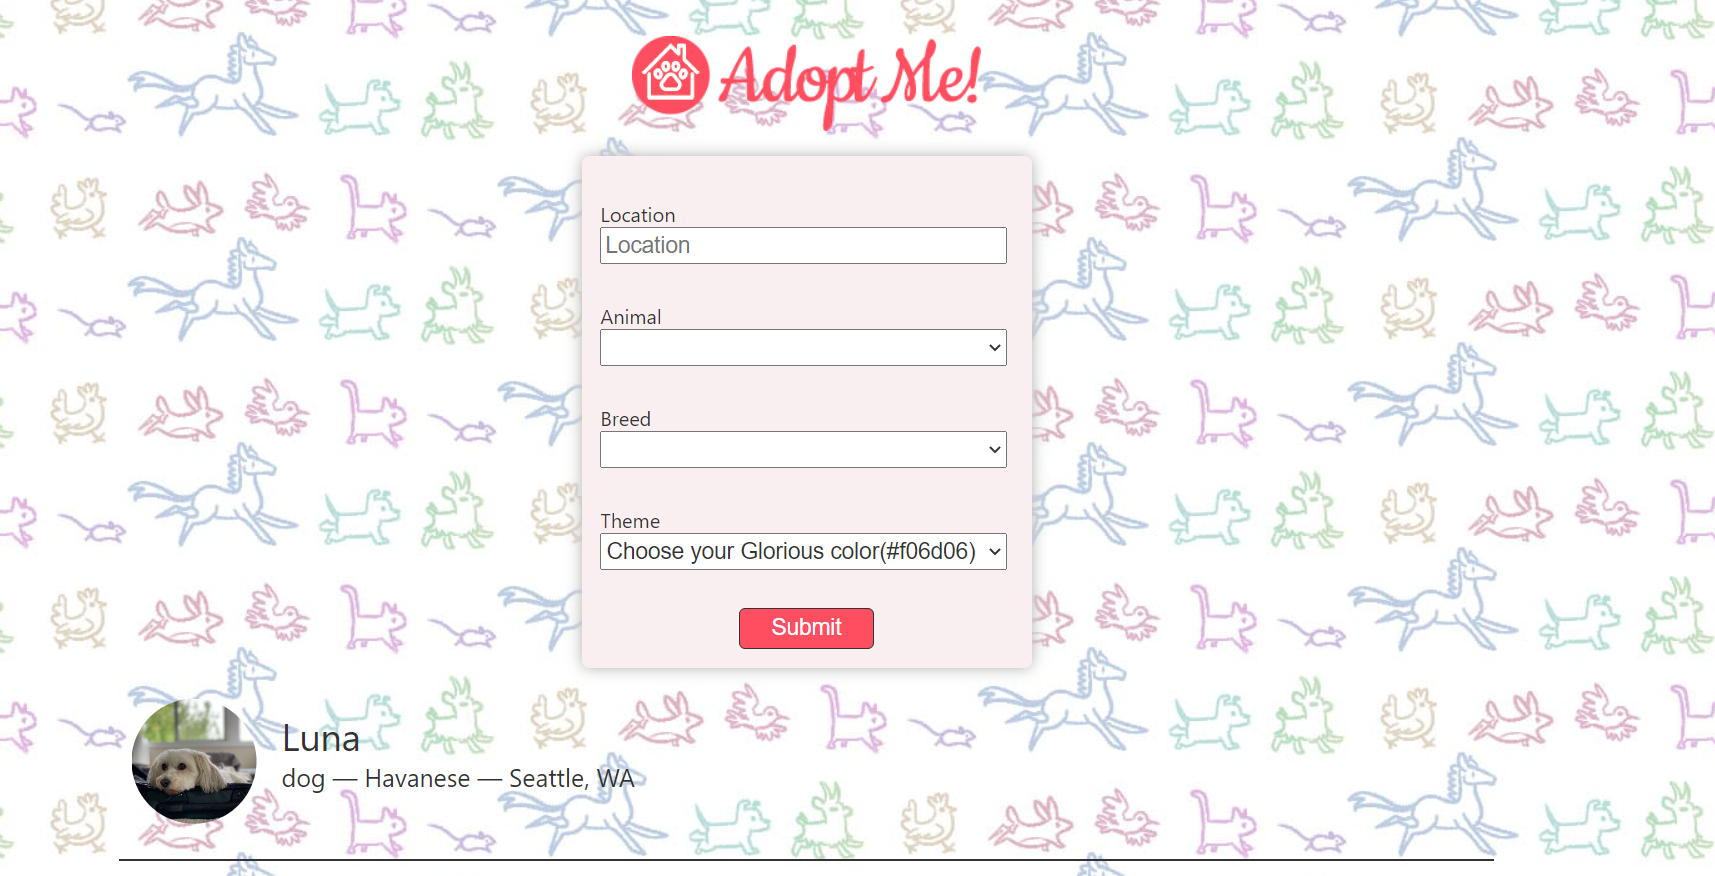 Adopt Me!
Location
Location
Animal
Breed
Theme
Choose your Glorious color(#f06d06)
Submit
Luna
dog — Havanese — Seattle, WA